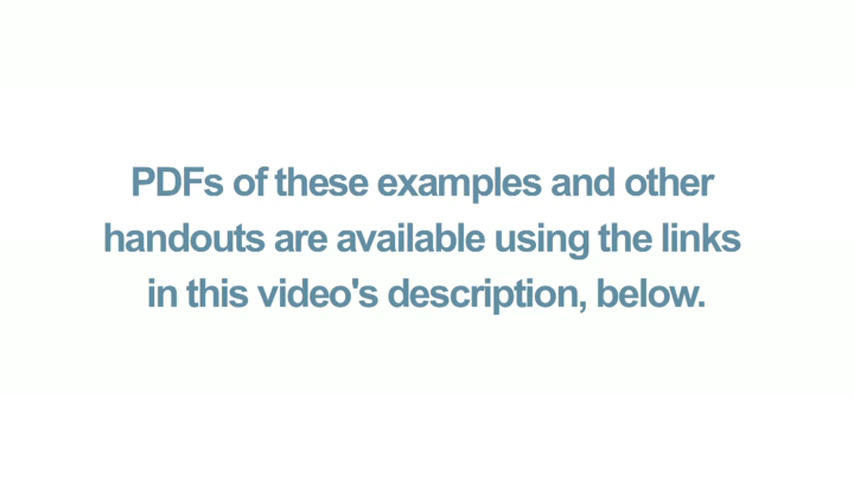 PDFs of these examples and other
handouts are available using the links
in this video's description, below.